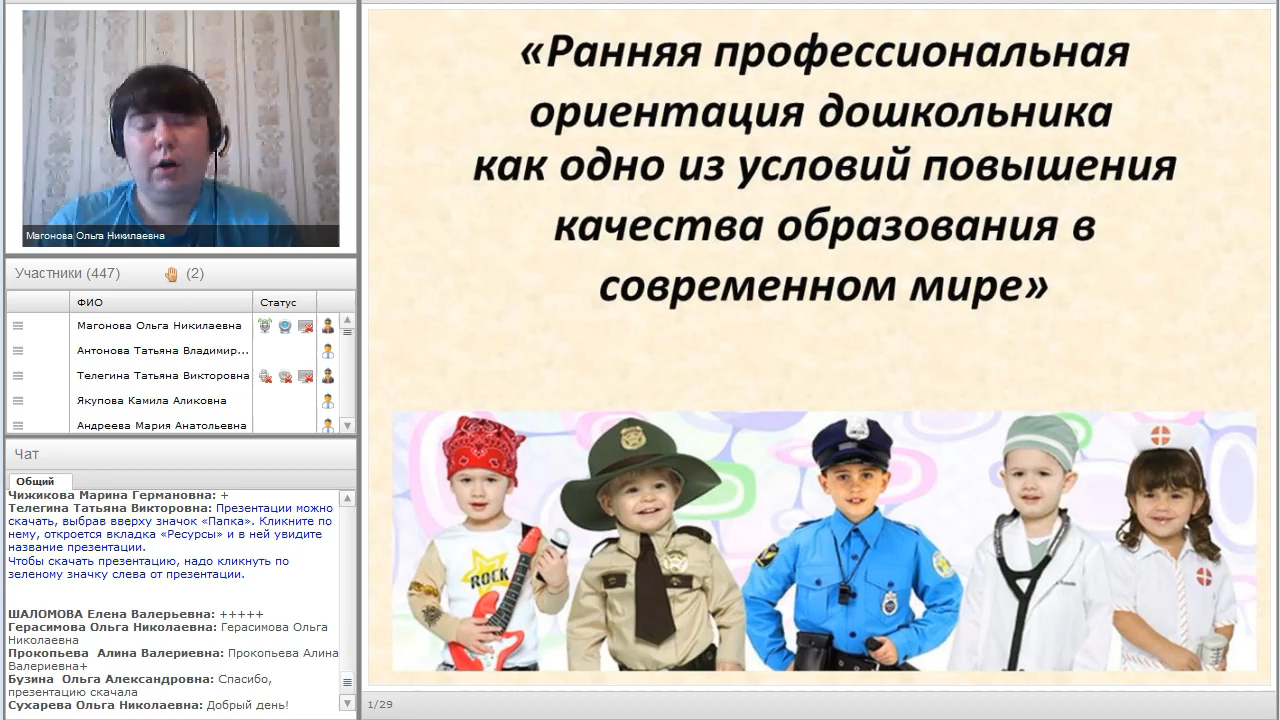 Магонова Ольга Никилаевна
Участники (447)
(2)
ФИО
Статус
Магонова Ольга Никилаевна
Антонова Татьяна Владимир...
Телегина Татьяна Викторовна
Якупова Камила Аликовна
Андреева Мария Анатольевна
Чат
Общий
Чижикова Марина Германовна: +
Телегина Татьяна Викторовна: Презентации можно
скачать, выбрав вверху значок «Папка». Кликните по
нему, откроется вкладка «Ресурсы» и в ней увидите
название презентации.
Чтобы скачать презентацию, надо кликнуть по
зеленому значку слева от презентации.
ШАЛОМОВА Елена Валерьевна: +++++
Герасимова Ольга Николаевна: Герасимова Ольга
Николаевна
Прокопьева Алина Валериевна: Прокопьева Алина
Валериевна+
Бузина Ольга Александровна: Спасибо,
презентацию скачала
Сухарева Ольга Николаевна: Добрый день!
«Ранняя профессиональная
ориентация дошкольника
как одно из условий повышения
качества образования в
современном мире»
ROCK
1/29